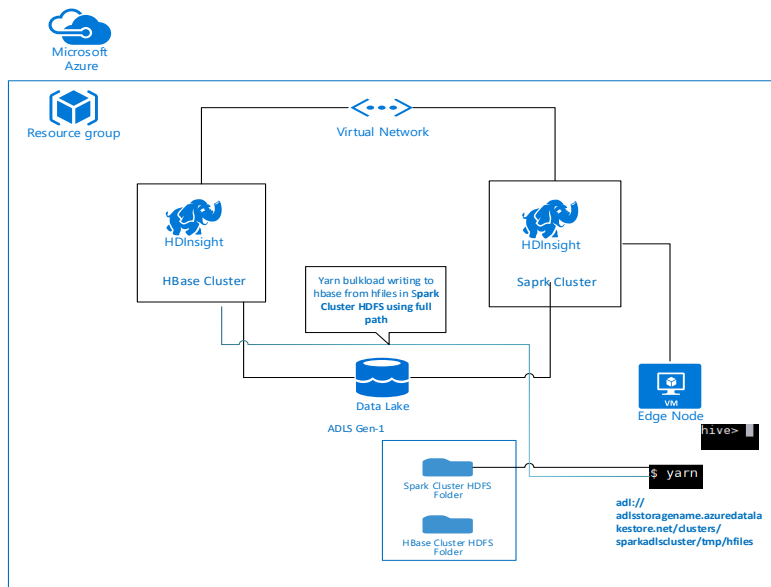 Microsoft
Azure
Resource group
Virtual Network
HDInsight
HBase Cluster
HDInsight
Saprk Cluster
Yarn bulkload writing to
hbase from hfiles in Spark
Cluster HDFS using full
path
Data Lake
ADLS Gen-1
VM
Edge Node
hive>
Spark Cluster HDFS
Folder
HBase Cluster HDFS
Folder
$ yarn
adl://
adlsstoragename.azuredatala
kestore.net/clusters/
sparkadlscluster/tmp/hfiles